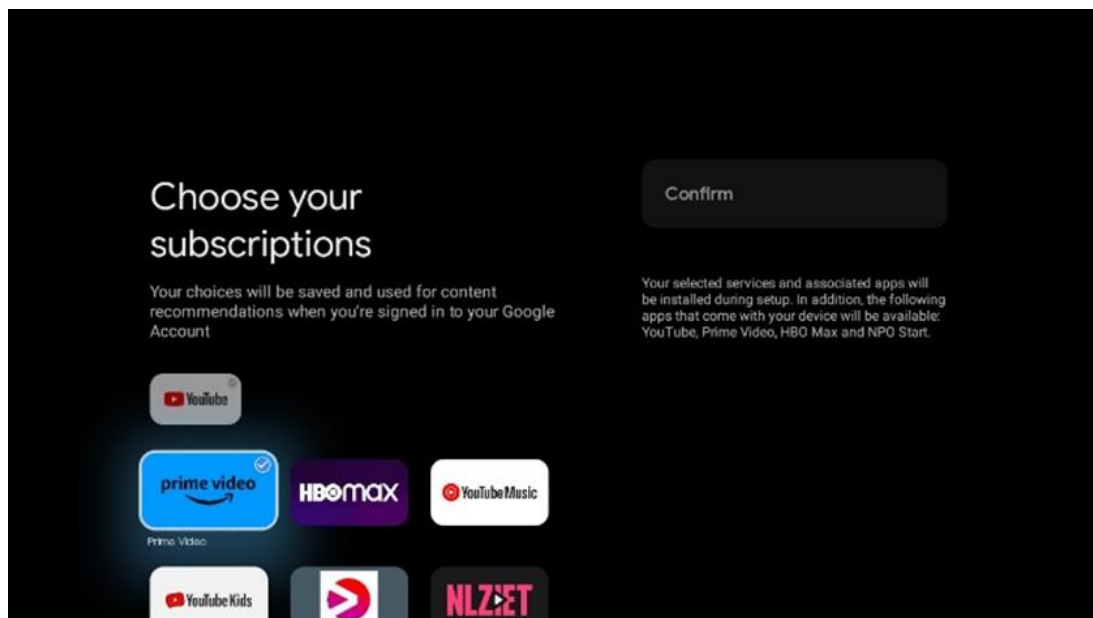 Choose your
subscriptions
Your choices will be saved and used for content
recommendations when you're signed in to your Google
Account
YouTube
prime video
HBOMAX
YouTube Music
Prime Video
YouTube Kids
NLZIET
Confirm
Your selected services and associated apps will
be installed during setup. In addition, the following
apps that come with your device will be available:
YouTube, Prime Video, HBO Max and NPO Start.